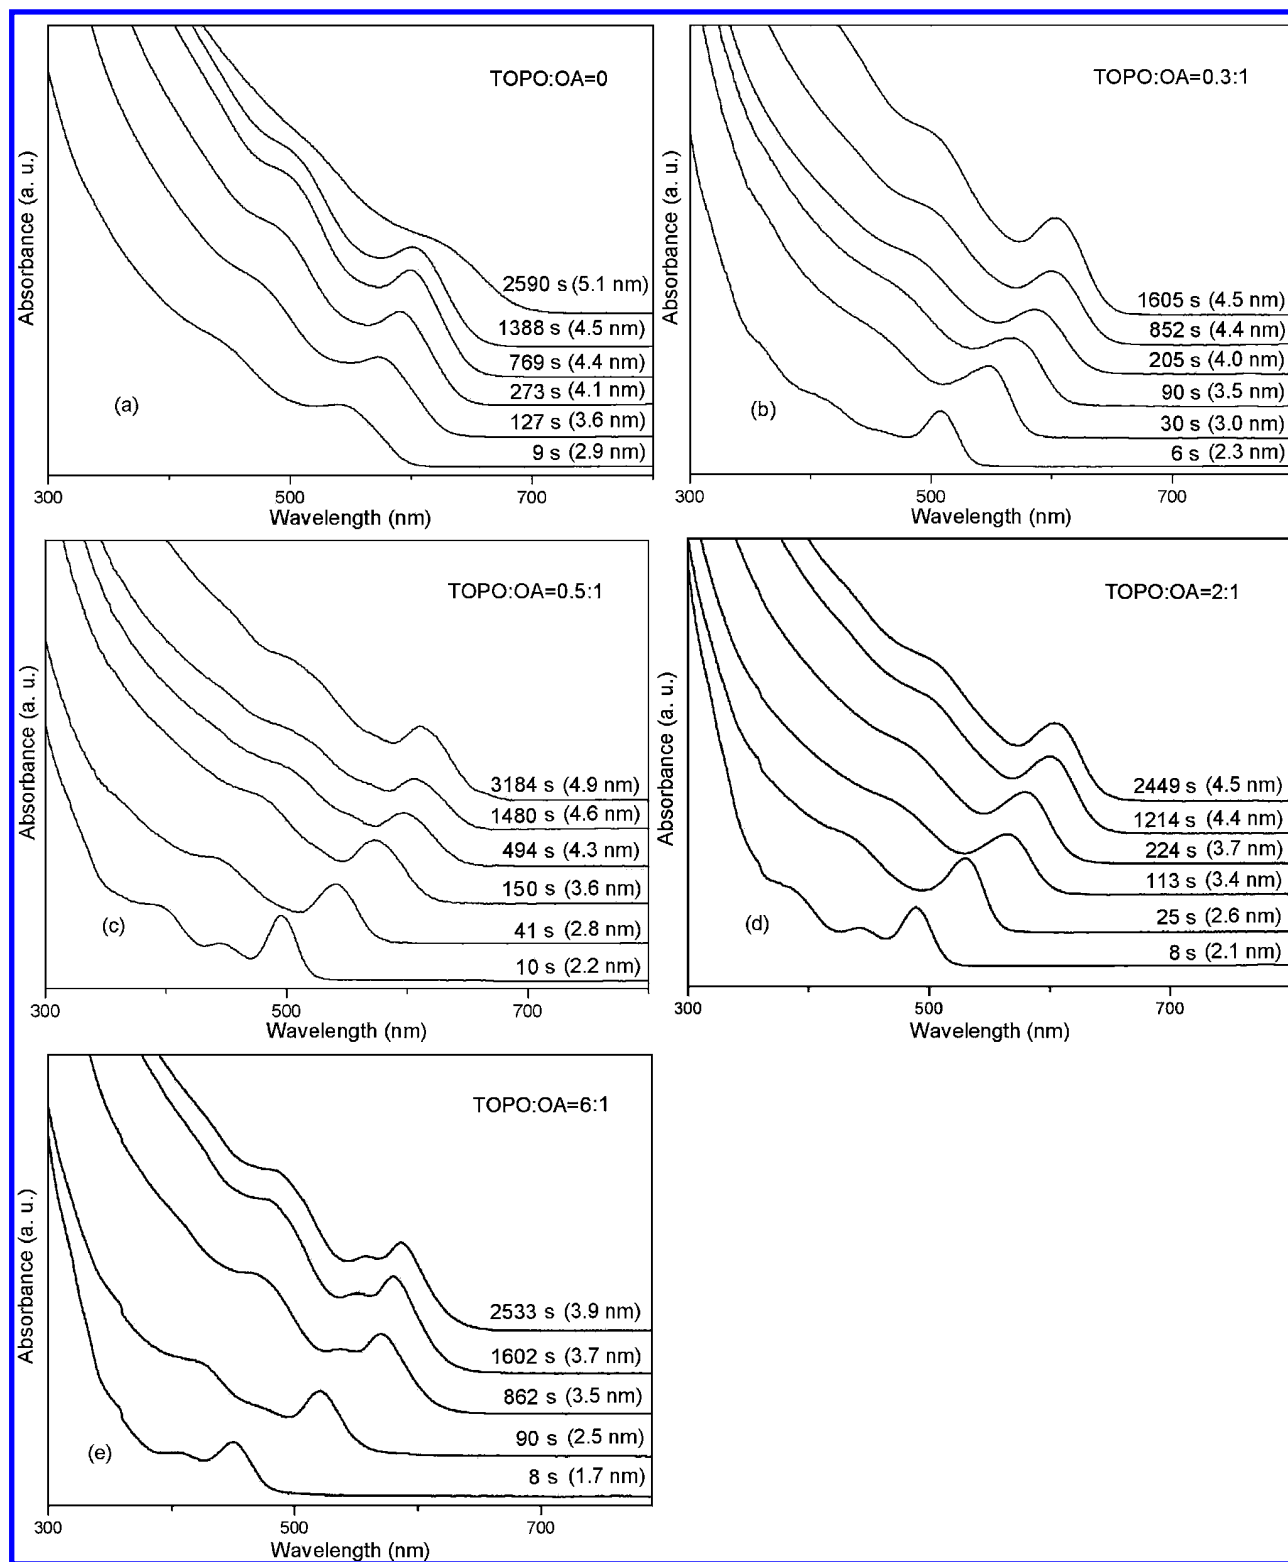 TOPO:OA=0
Absorbance (a. u.)
2590 s (5.1 nm)
1388 s (4.5 nm)
769 s (4.4 nm)
273 s (4.1 nm)
(a)
127 s (3.6 nm)
9 s (2.9 nm)
300 500 700
Wavelength (nm)
TOPO:OA=0.3:1
Absorbance (a. u.)
1605 s (4.5 nm)
852 s (4.4 nm)
205 s (4.0 nm)
90 s (3.5 nm)
(b)
30 s (3.0 nm)
6 s (2.3 nm)
300 500 700
Wavelength (nm)
TOPO:OA=0.5:1
Absorbance (a. u.)
3184 s (4.9 nm)
1480 s (4.6 nm)
494 s (4.3 nm)
150 s (3.6 nm)
(c)
41 s (2.8 nm)
10 s (2.2 nm)
300 500 700
Wavelength (nm)
TOPO:OA=2:1
Absorbance (a. u.)
2449 s (4.5 nm)
1214 s (4.4 nm)
224 s (3.7 nm)
113 s (3.4 nm)
25 s (2.6 nm)
(d)
8 s (2.1 nm)
300 500 700
Wavelength (nm)
TOPO:OA=6:1
Absorbance (a. u.)
2533 s (3.9 nm)
1602 s (3.7 nm)
862 s (3.5 nm)
90 s (2.5 nm)
(e)
8 s (1.7 nm)
300 500 700
Wavelength (nm)